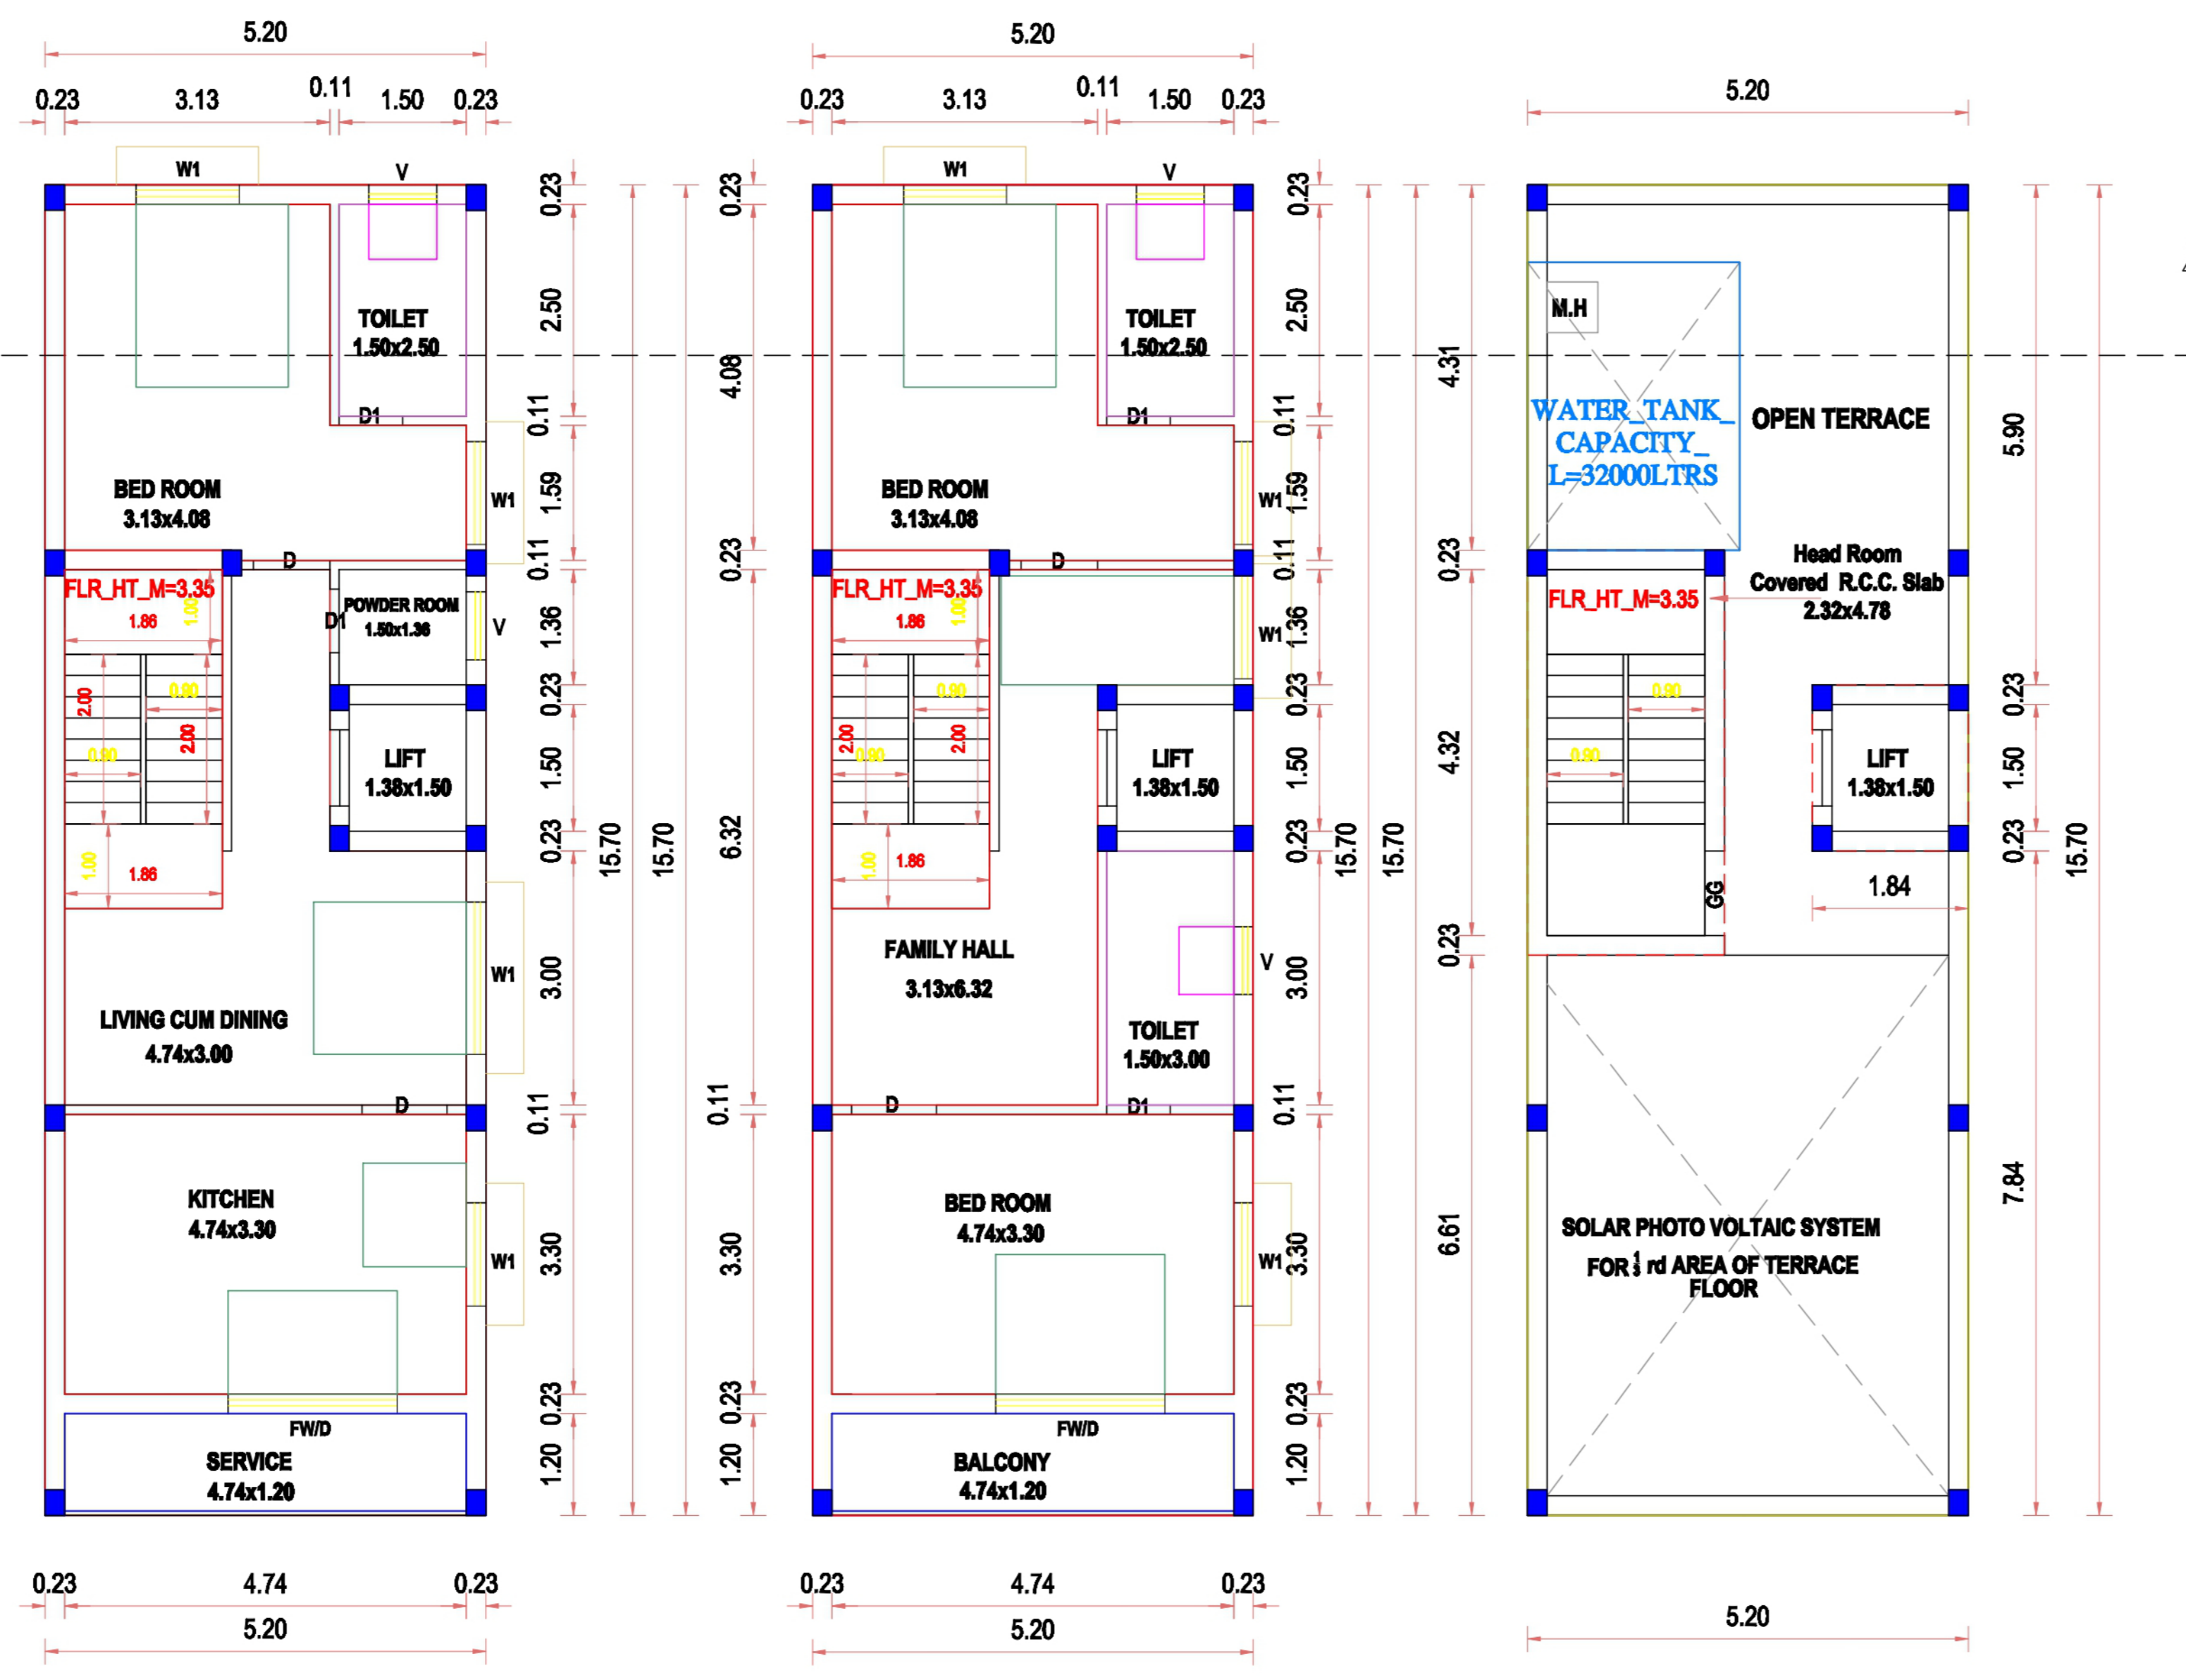 5.20
0.23
3.13
0.11
1.50
0.23
W1
V
TOILET
1.50x2.50
D1
BED ROOM
3.13x4.08
W1
D
FLR_HT_M=3.35
1.86
1.00
POWDER ROOM
1.50x1.36
D1
V
2.00
0.90
0.90
2.00
LIFT
1.38x1.50
1.00
1.86
W1
LIVING CUM DINING
4.74x3.00
D
KITCHEN
4.74x3.30
W1
FW/D
SERVICE
4.74x1.20
0.23
2.50
0.11
1.59
0.11
1.36
0.23
1.50
0.23
3.00
0.11
3.30
0.23
1.20
15.70
15.70
0.23
4.74
0.23
5.20
5.20
0.23
3.13
0.11
1.50
0.23
0.23
4.08
0.23
6.32
0.11
3.30
0.23
1.20
W1
V
TOILET
1.50x2.50
D1
BED ROOM
3.13x4.08
W1
D
FLR_HT_M=3.35
1.86
1.00
W1
2.00
0.90
0.90
2.00
LIFT
1.38x1.50
1.00
1.86
FAMILY HALL
3.13x6.32
V
TOILET
1.50x3.00
D
D1
BED ROOM
4.74x3.30
W1
FW/D
BALCONY
4.74x1.20
0.23
2.50
0.11
1.59
0.11
1.36
0.23
1.50
0.23
3.00
0.11
3.30
0.23
1.20
15.70
15.70
0.23
4.74
0.23
5.20
5.20
4.31
0.23
4.32
0.23
6.61
M.H
WATER_TANK_
CAPACITY_
L=32000LTRS
OPEN TERRACE
Head Room
Covered R.C.C. Slab
2.32x4.78
FLR_HT_M=3.35
0.90
0.90
LIFT
1.38x1.50
GG
1.84
SOLAR PHOTO VOLTAIC SYSTEM
FOR ⅓ rd AREA OF TERRACE
FLOOR
5.90
0.23
1.50
0.23
7.84
15.70
5.20